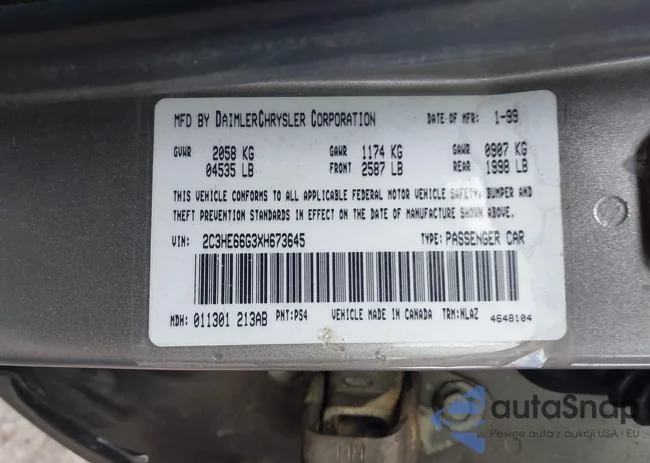 MFD BY DAIMLERCHRYSLER CORPORATION DATE OF MFR: 1-99
GVWR 2058 KG GAWR 1174 KG GAWR 0907 KG
04535 LB FRONT 2587 LB REAR 1998 LB
THIS VEHICLE CONFORMS TO ALL APPLICABLE FEDERAL MOTOR VEHICLE SAFETY, BUMPER AND
THEFT PREVENTION STANDARDS IN EFFECT ON THE DATE OF MANUFACTURE SHOWN ABOVE.
VIN: 2C3HE66G3XH673645 TYPE: PASSENGER CAR
MDH: 011301 213AB PNT:PS4 VEHICLE MADE IN CANADA TRM:NLAZ 4648104
autaSnap
Pewne auta z aukcji USA i EU